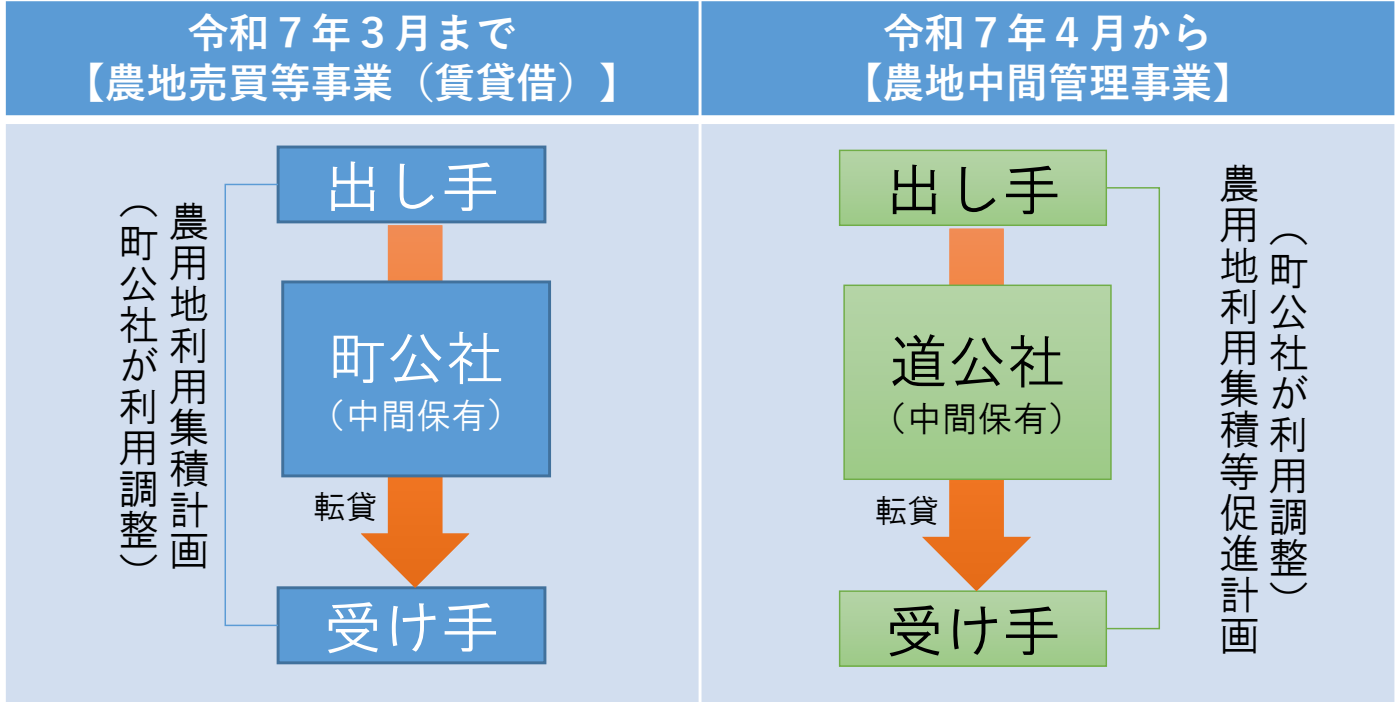 令和７年３月まで
【農地売買等事業（賃貸借）】
令和７年４月から
【農地中間管理事業】
出し手
農用地利用集積計画
（町公社が利用調整）
町公社
（中間保有）
転貸
受け手
出し手
（町公社が利用調整）
農用地利用集積等促進計画
道公社
（中間保有）
転貸
受け手